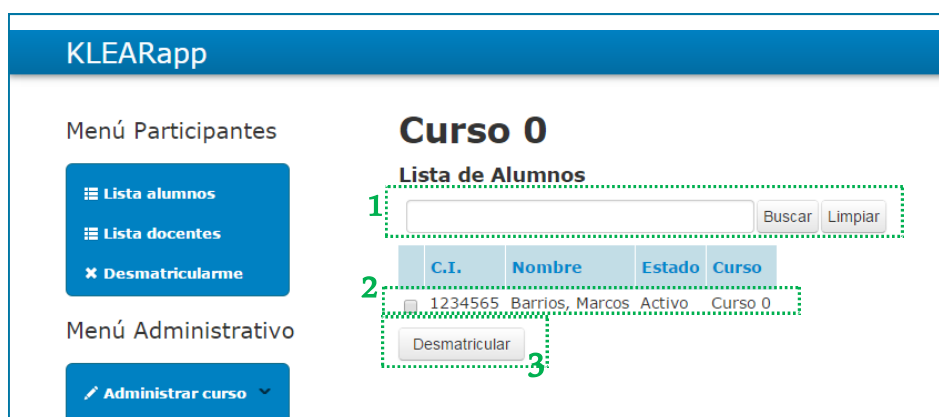 KLEARapp
Menú Participantes
Lista alumnos
Lista docentes
Desmatricularme
Menú Administrativo
Administrar curso
Curso 0
Lista de Alumnos
1
Buscar Limpiar
C.I. Nombre Estado Curso
2
1234565 Barrios, Marcos Activo Curso 0
Desmatricular
3